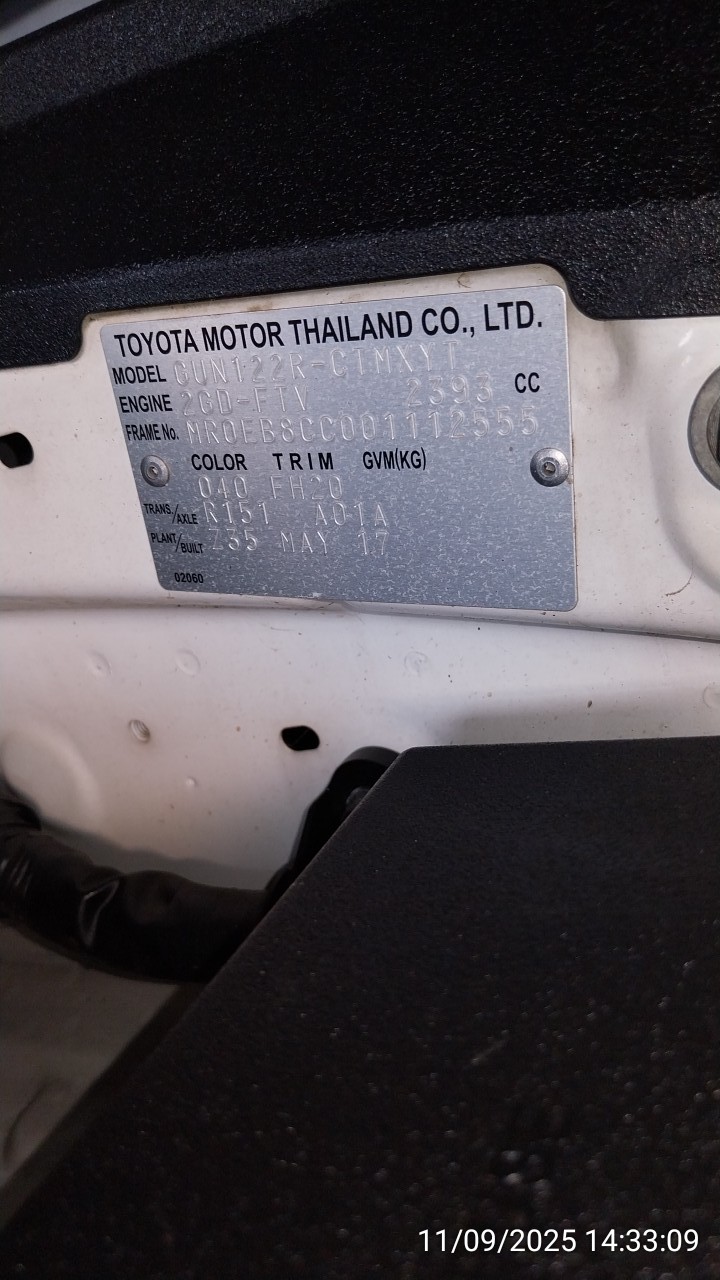 TOYOTA MOTOR THAILAND CO., LTD.
MODEL GUN122R-CTMXYT
ENGINE 2GD-FTV 2393 CC
FRAME No. MR0EB8CC001112555
COLOR TRIM GVM(KG)
040 FH20
TRANS./AXLE R151 A01A
PLANT/BUILT Z35 MAY 17
02060
11/09/2025 14:33:09